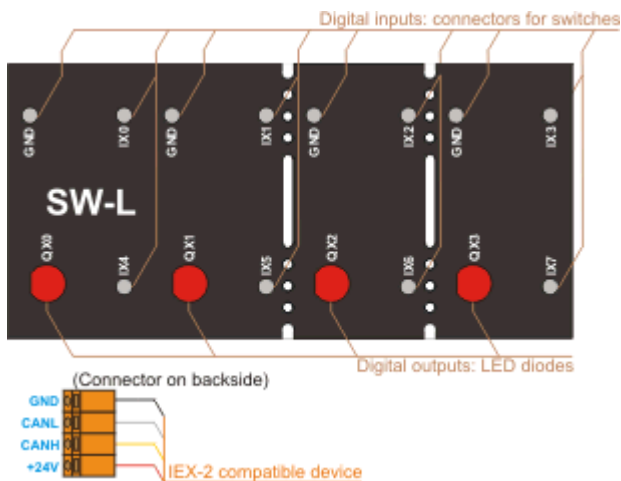 Digital inputs: connectors for switches
GND IX0 GND IX1 GND IX2 GND IX3
SW-L
QX0 IX4 QX1 IX5 QX2 IX6 QX3 IX7
Digital outputs: LED diodes
(Connector on backside)
GND
CANL
CANH
+24V
IEX-2 compatible device